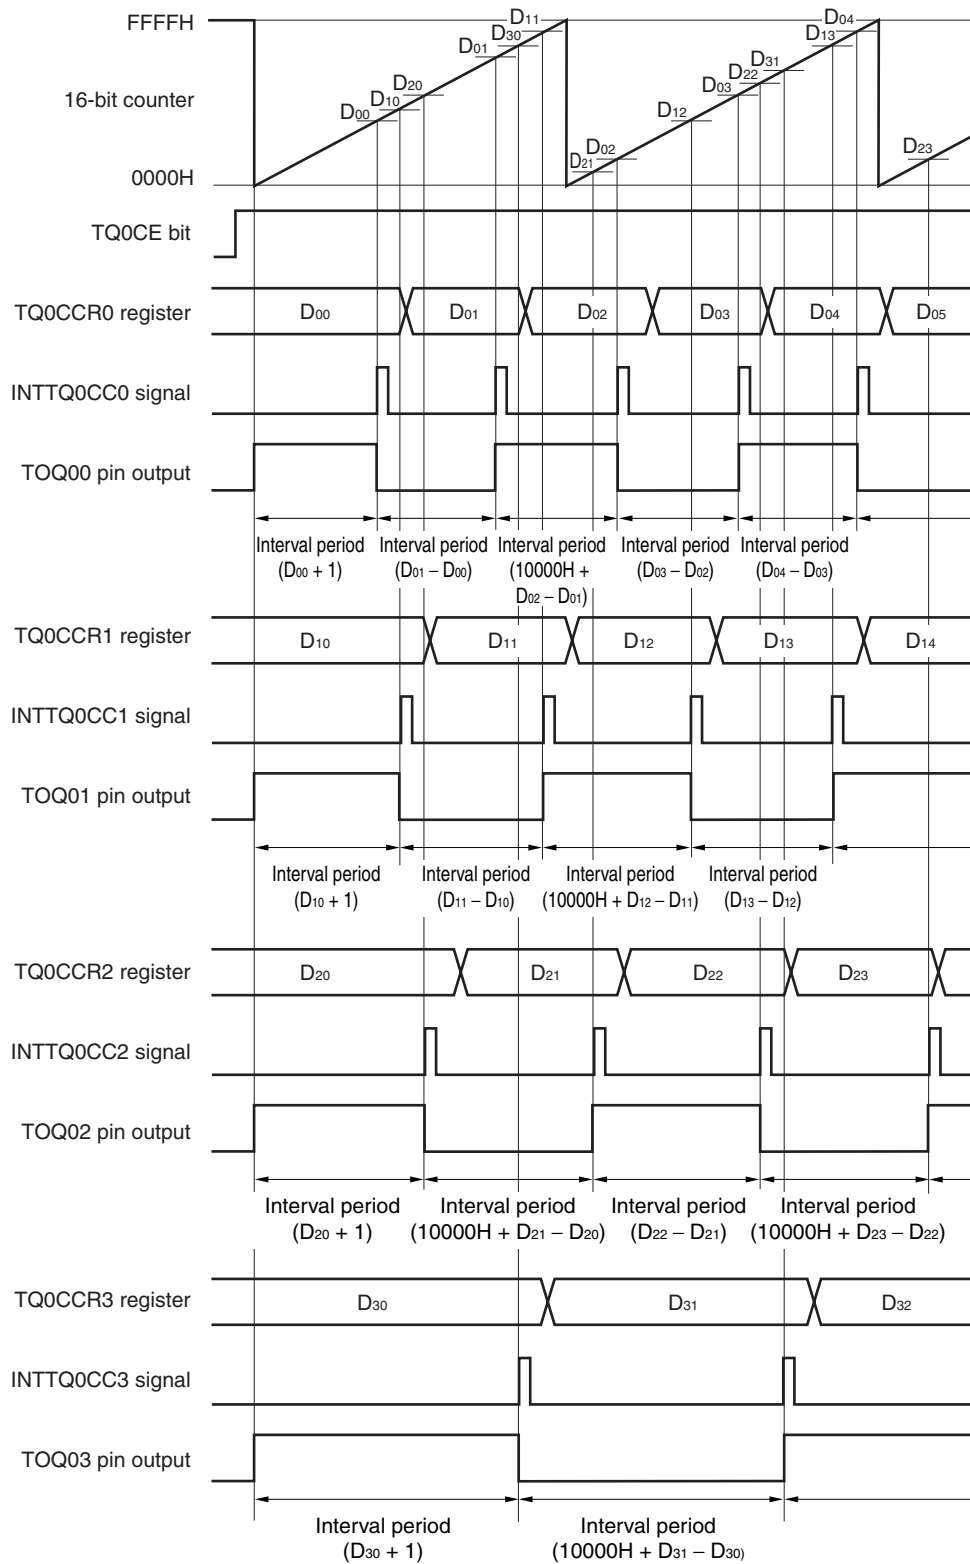 FFFFH
16-bit counter
0000H
D00
D10
D20
D01
D30
D11
D21
D02
D12
D03
D22
D31
D13
D04
D23
TQ0CE bit
TQ0CCR0 register
D00 D01 D02 D03 D04 D05
INTTQ0CC0 signal
TOQ00 pin output
Interval period
(D00 + 1)
Interval period
(D01 – D00)
Interval period
(10000H +
D02 – D01)
Interval period
(D03 – D02)
Interval period
(D04 – D03)
TQ0CCR1 register
D10 D11 D12 D13 D14
INTTQ0CC1 signal
TOQ01 pin output
Interval period
(D10 + 1)
Interval period
(D11 – D10)
Interval period
(10000H + D12 – D11)
Interval period
(D13 – D12)
TQ0CCR2 register
D20 D21 D22 D23
INTTQ0CC2 signal
TOQ02 pin output
Interval period
(D20 + 1)
Interval period
(10000H + D21 – D20)
Interval period
(D22 – D21)
Interval period
(10000H + D23 – D22)
TQ0CCR3 register
D30 D31 D32
INTTQ0CC3 signal
TOQ03 pin output
Interval period
(D30 + 1)
Interval period
(10000H + D31 – D30)